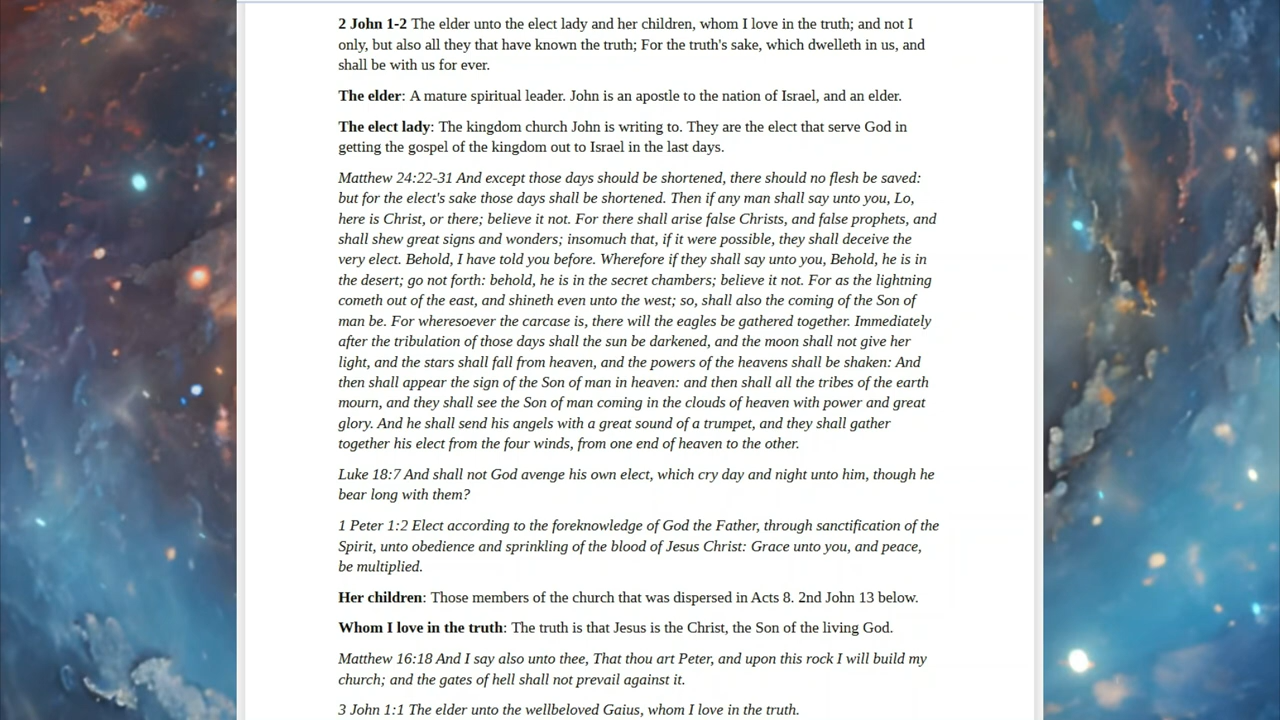 2 John 1-2 The elder unto the elect lady and her children, whom I love in the truth; and not I
only, but also all they that have known the truth; For the truth's sake, which dwelleth in us, and
shall be with us for ever.
The elder: A mature spiritual leader. John is an apostle to the nation of Israel, and an elder.
The elect lady: The kingdom church John is writing to. They are the elect that serve God in
getting the gospel of the kingdom out to Israel in the last days.
Matthew 24:22-31 And except those days should be shortened, there should no flesh be saved:
but for the elect's sake those days shall be shortened. Then if any man shall say unto you, Lo,
here is Christ, or there; believe it not. For there shall arise false Christs, and false prophets, and
shall shew great signs and wonders; insomuch that, if it were possible, they shall deceive the
very elect. Behold, I have told you before. Wherefore if they shall say unto you, Behold, he is in
the desert; go not forth: behold, he is in the secret chambers; believe it not. For as the lightning
cometh out of the east, and shineth even unto the west; so, shall also the coming of the Son of
man be. For wheresoever the carcase is, there will the eagles be gathered together. Immediately
after the tribulation of those days shall the sun be darkened, and the moon shall not give her
light, and the stars shall fall from heaven, and the powers of the heavens shall be shaken: And
then shall appear the sign of the Son of man in heaven: and then shall all the tribes of the earth
mourn, and they shall see the Son of man coming in the clouds of heaven with power and great
glory. And he shall send his angels with a great sound of a trumpet, and they shall gather
together his elect from the four winds, from one end of heaven to the other.
Luke 18:7 And shall not God avenge his own elect, which cry day and night unto him, though he
bear long with them?
1 Peter 1:2 Elect according to the foreknowledge of God the Father, through sanctification of the
Spirit, unto obedience and sprinkling of the blood of Jesus Christ: Grace unto you, and peace,
be multiplied.
Her children: Those members of the church that was dispersed in Acts 8. 2nd John 13 below.
Whom I love in the truth: The truth is that Jesus is the Christ, the Son of the living God.
Matthew 16:18 And I say also unto thee, That thou art Peter, and upon this rock I will build my
church; and the gates of hell shall not prevail against it.
3 John 1:1 The elder unto the wellbeloved Gaius, whom I love in the truth.